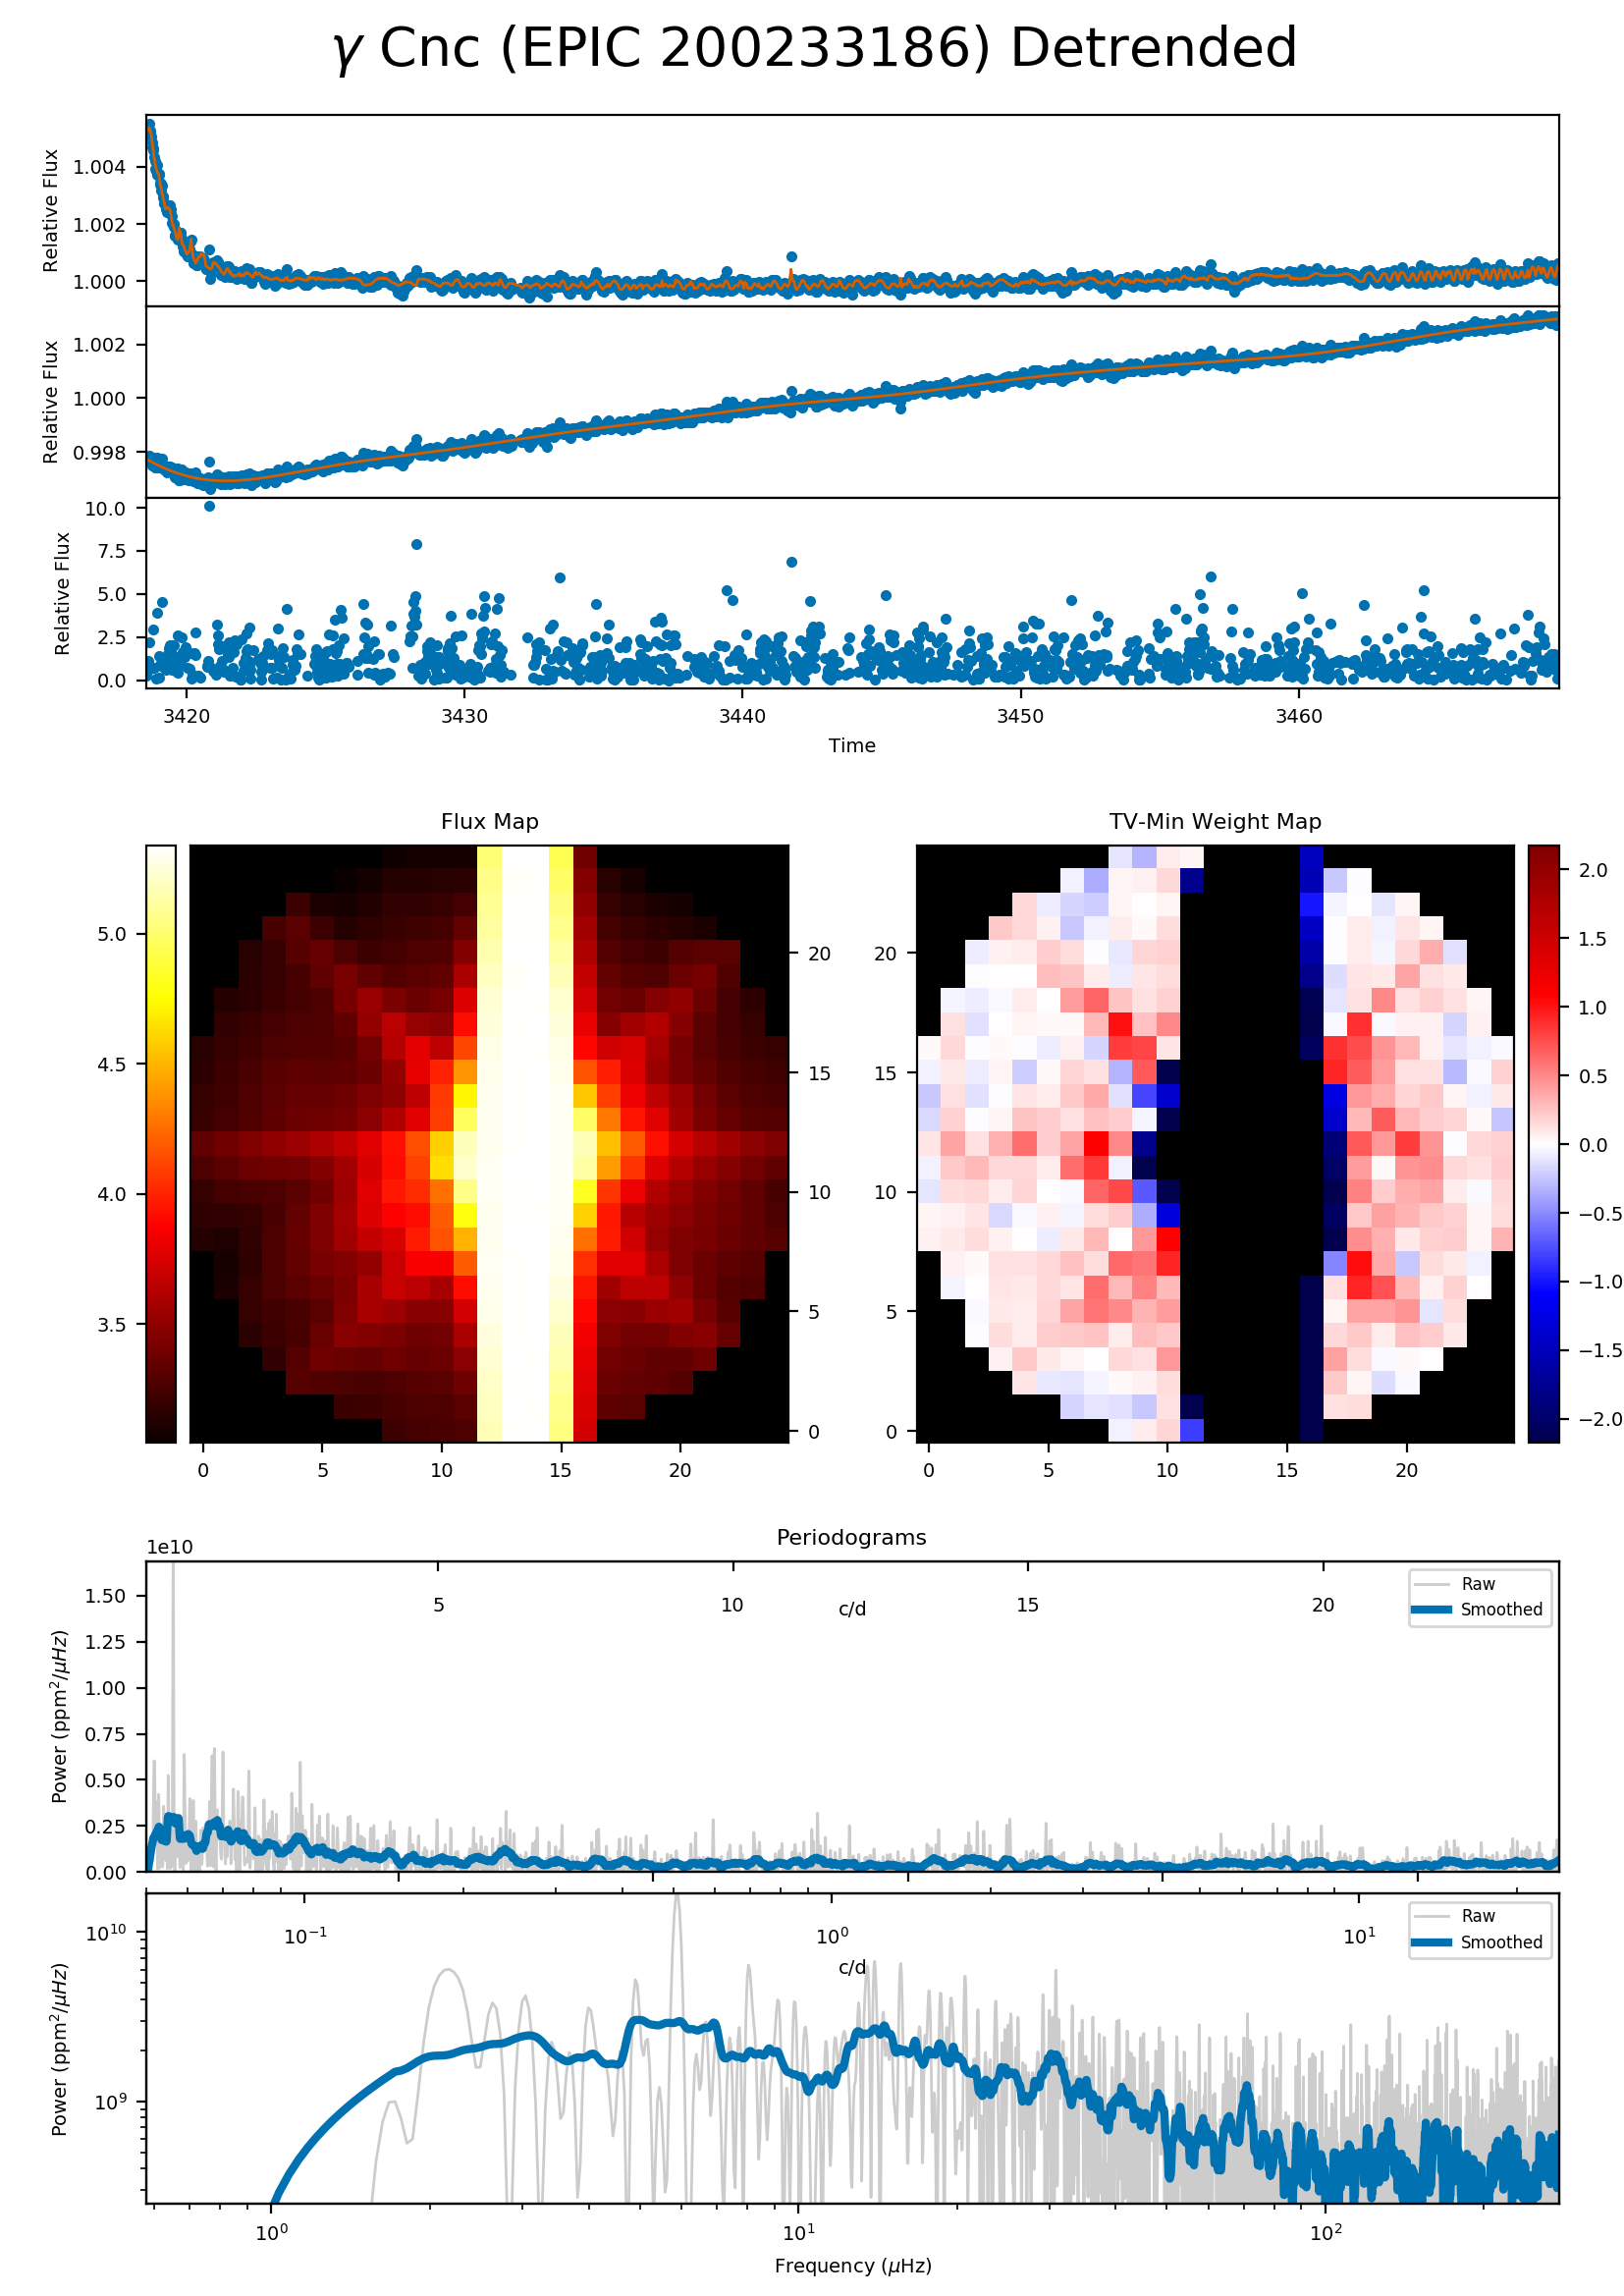 γ Cnc (EPIC 200233186) Detrended
1.004
1.002
1.000
Relative Flux
1.002
1.000
0.998
Relative Flux
10.0
7.5
5.0
2.5
0.0
Relative Flux
3420 3430 3440 3450 3460
Time
Flux Map
5.0
4.5
4.0
3.5
20
15
10
5
0
0 5 10 15 20
TV-Min Weight Map
20
15
10
5
0
0 5 10 15 20
2.0
1.5
1.0
0.5
0.0
−0.5
−1.0
−1.5
−2.0
Periodograms
1e10
1.50
1.25
1.00
0.75
0.50
0.25
0.00
Power (ppm²/μHz)
5 10 15 20
c/d
Raw
Smoothed
10¹⁰
10⁹
Power (ppm²/μHz)
10⁻¹ 10⁰ 10¹
c/d
Raw
Smoothed
10⁰ 10¹ 10²
Frequency (μHz)